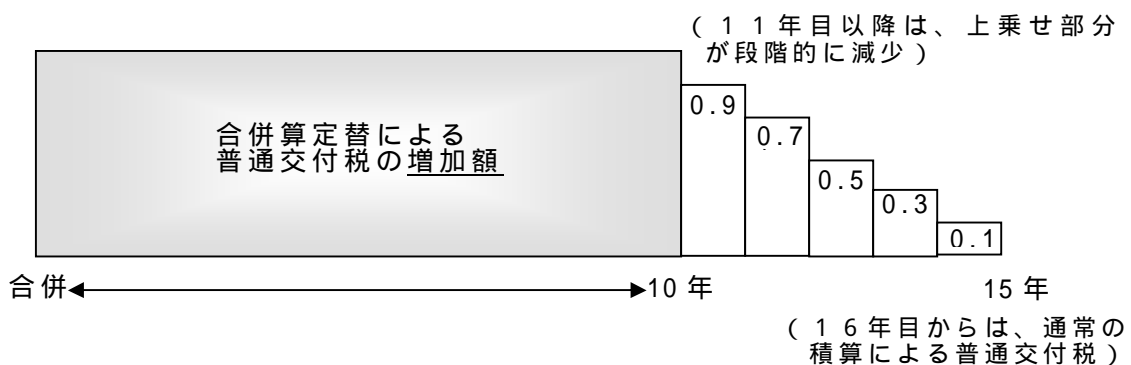 (11年目以降は、上乗せ部分
が段階的に減少)
0.9
合併算定替による
普通交付税の増加額
0.7
0.5
0.3
0.1
合併
10年
15年
(16年目からは、通常の
積算による普通交付税)